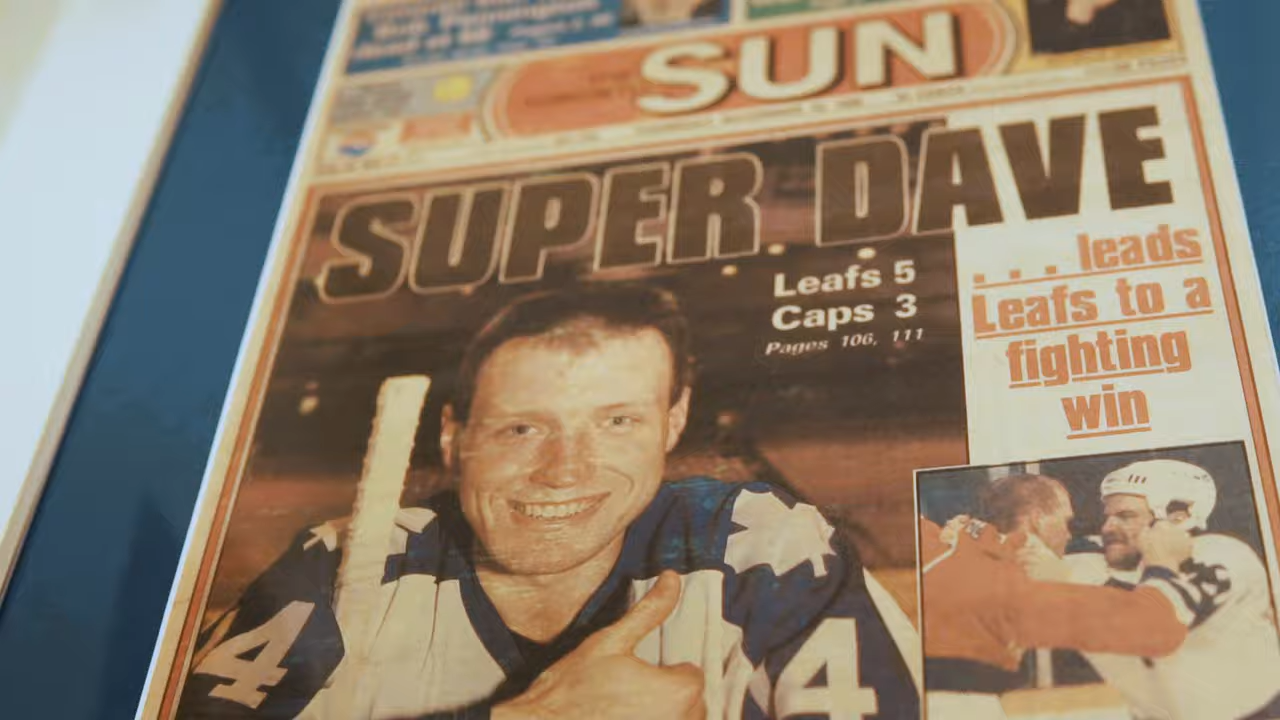 SUN
SUPER DAVE
Leafs 5
Caps 3
Pages 106, 111
. . . leads
Leafs to a
fighting
win
4
4